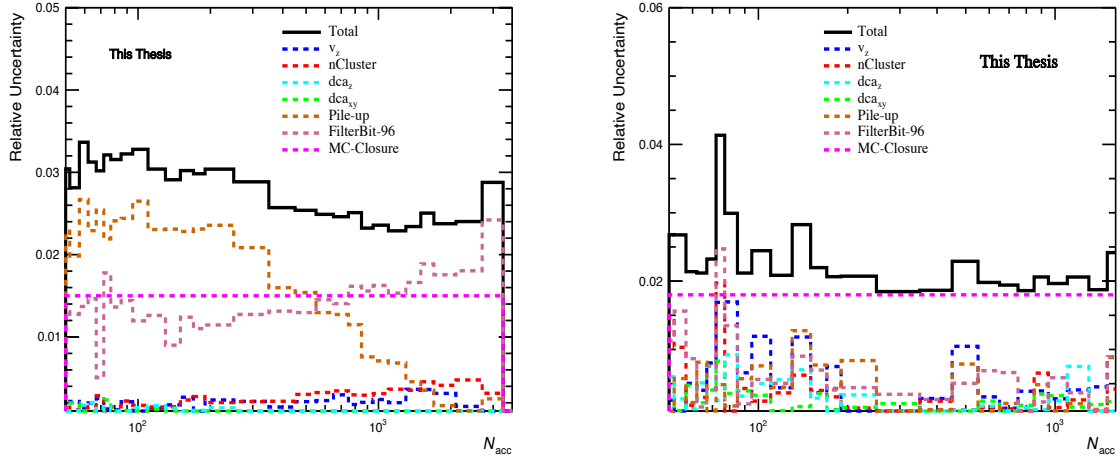 Relative Uncertainty
0.05
0.04
0.03
0.02
0.01
This Thesis
Total
v_z
nCluster
dca_z
dca_xy
Pile-up
FilterBit-96
MC-Closure
10^2
10^3
N_acc
Relative Uncertainty
0.06
0.04
0.02
This Thesis
Total
v_z
nCluster
dca_z
dca_xy
Pile-up
FilterBit-96
MC-Closure
10^2
10^3
N_acc